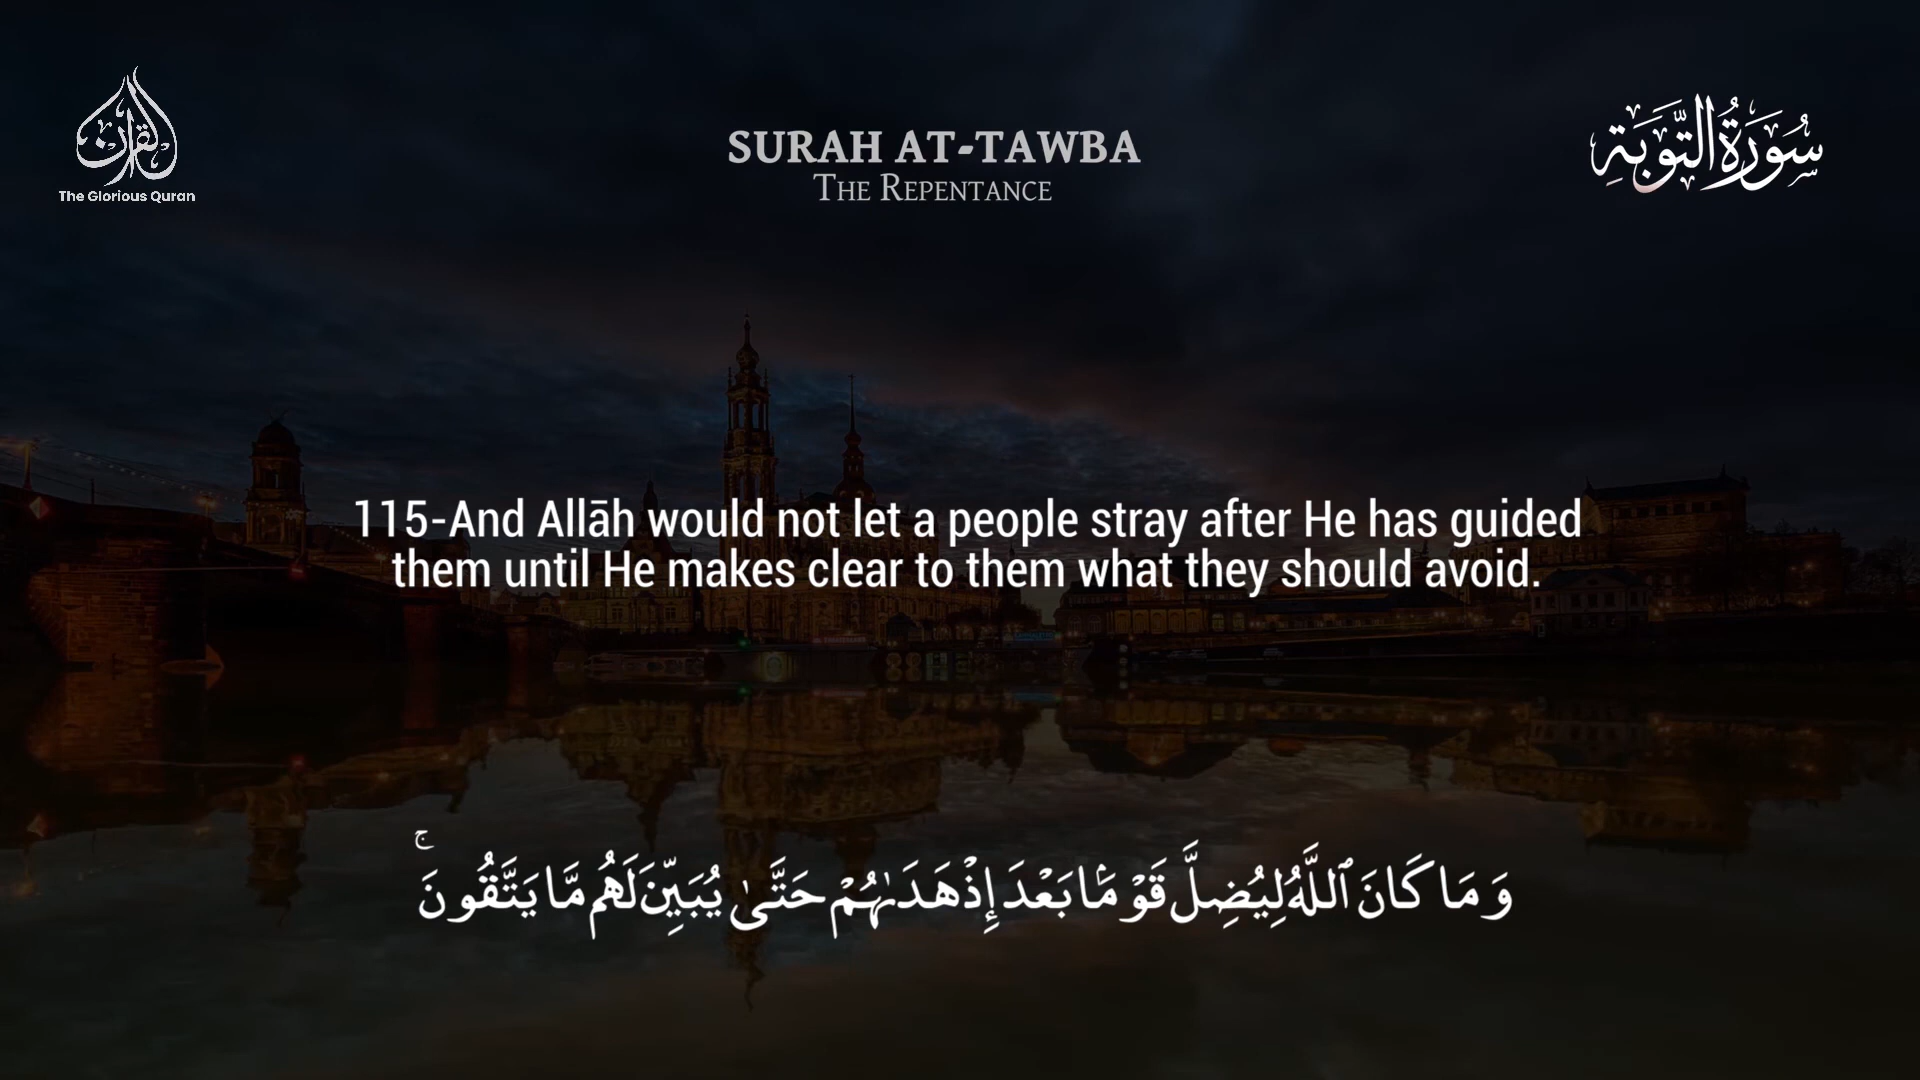 القرآن
The Glorious Quran
SURAH AT-TAWBA
THE REPENTANCE
سُورَةُ التَّوْبَةِ
115-And Allāh would not let a people stray after He has guided
them until He makes clear to them what they should avoid.
وَمَا كَانَ ٱللَّهُ لِيُضِلَّ قَوْمًۢا بَعْدَ إِذْ هَدَىٰهُمْ حَتَّىٰ يُبَيِّنَ لَهُم مَّا يَتَّقُونَ ۚ